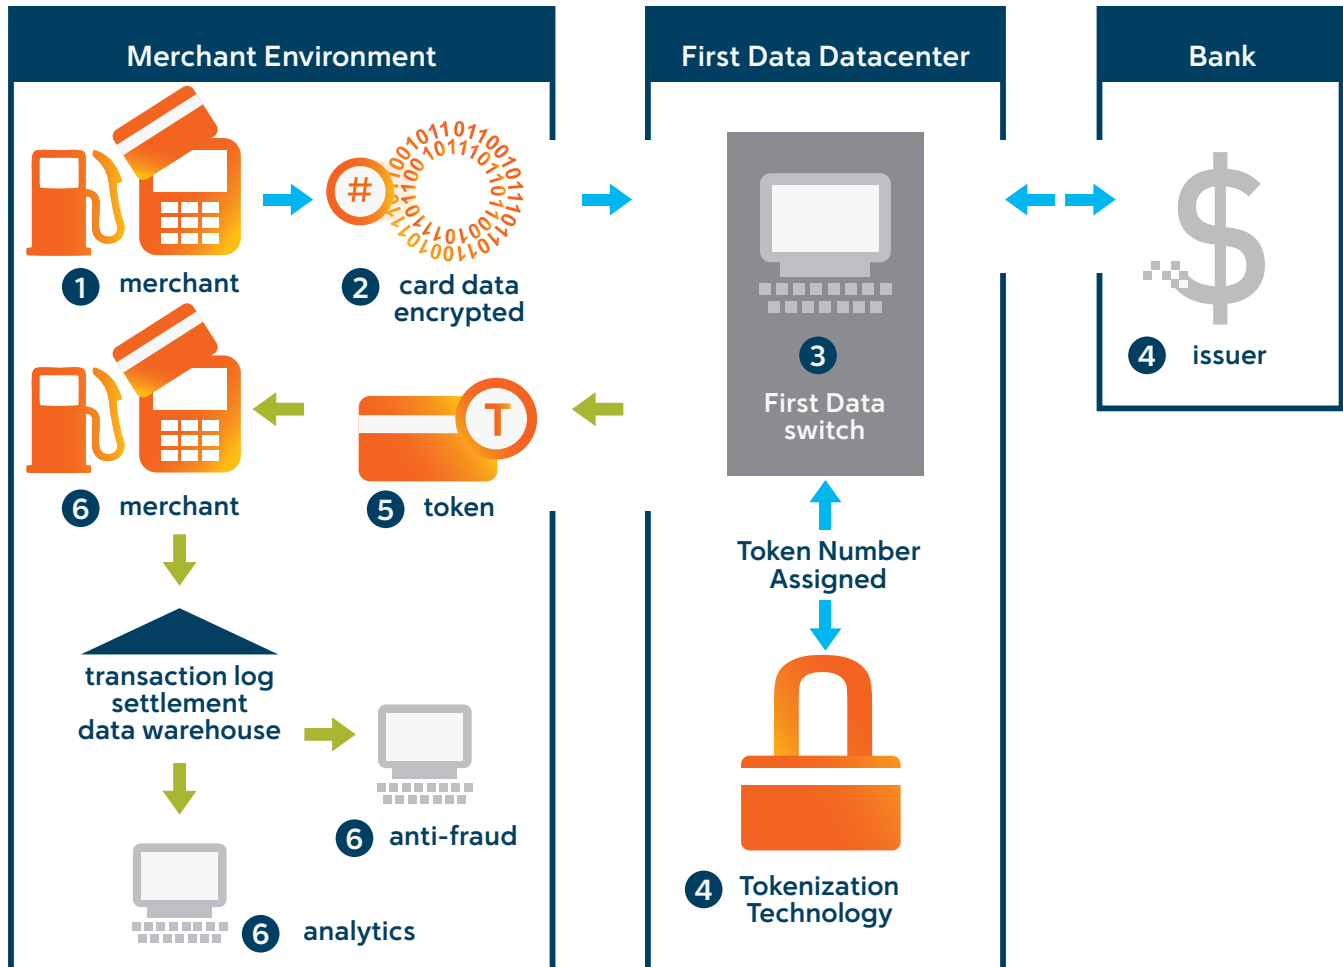 Merchant Environment
First Data Datacenter
Bank
1 merchant
2 card data
encrypted
3
First Data
switch
4 issuer
6 merchant
5 token
T
#
Token Number
Assigned
transaction log
settlement
data warehouse
6 anti-fraud
6 analytics
4 Tokenization
Technology